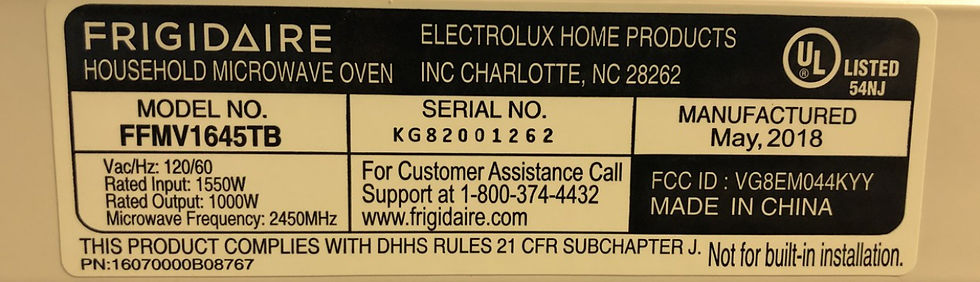 FRIGIDAIRE
HOUSEHOLD MICROWAVE OVEN
ELECTROLUX HOME PRODUCTS
INC CHARLOTTE, NC 28262
UL
®
LISTED
54NJ
MODEL NO.
FFMV1645TB
SERIAL NO.
KG82001262
MANUFACTURED
May, 2018
Vac/Hz: 120/60
Rated Input: 1550W
Rated Output: 1000W
Microwave Frequency: 2450MHz
For Customer Assistance Call
Support at 1-800-374-4432
www.frigidaire.com
FCC ID : VG8EM044KYY
MADE IN CHINA
THIS PRODUCT COMPLIES WITH DHHS RULES 21 CFR SUBCHAPTER J.
PN:16070000B08767
Not for built-in installation.